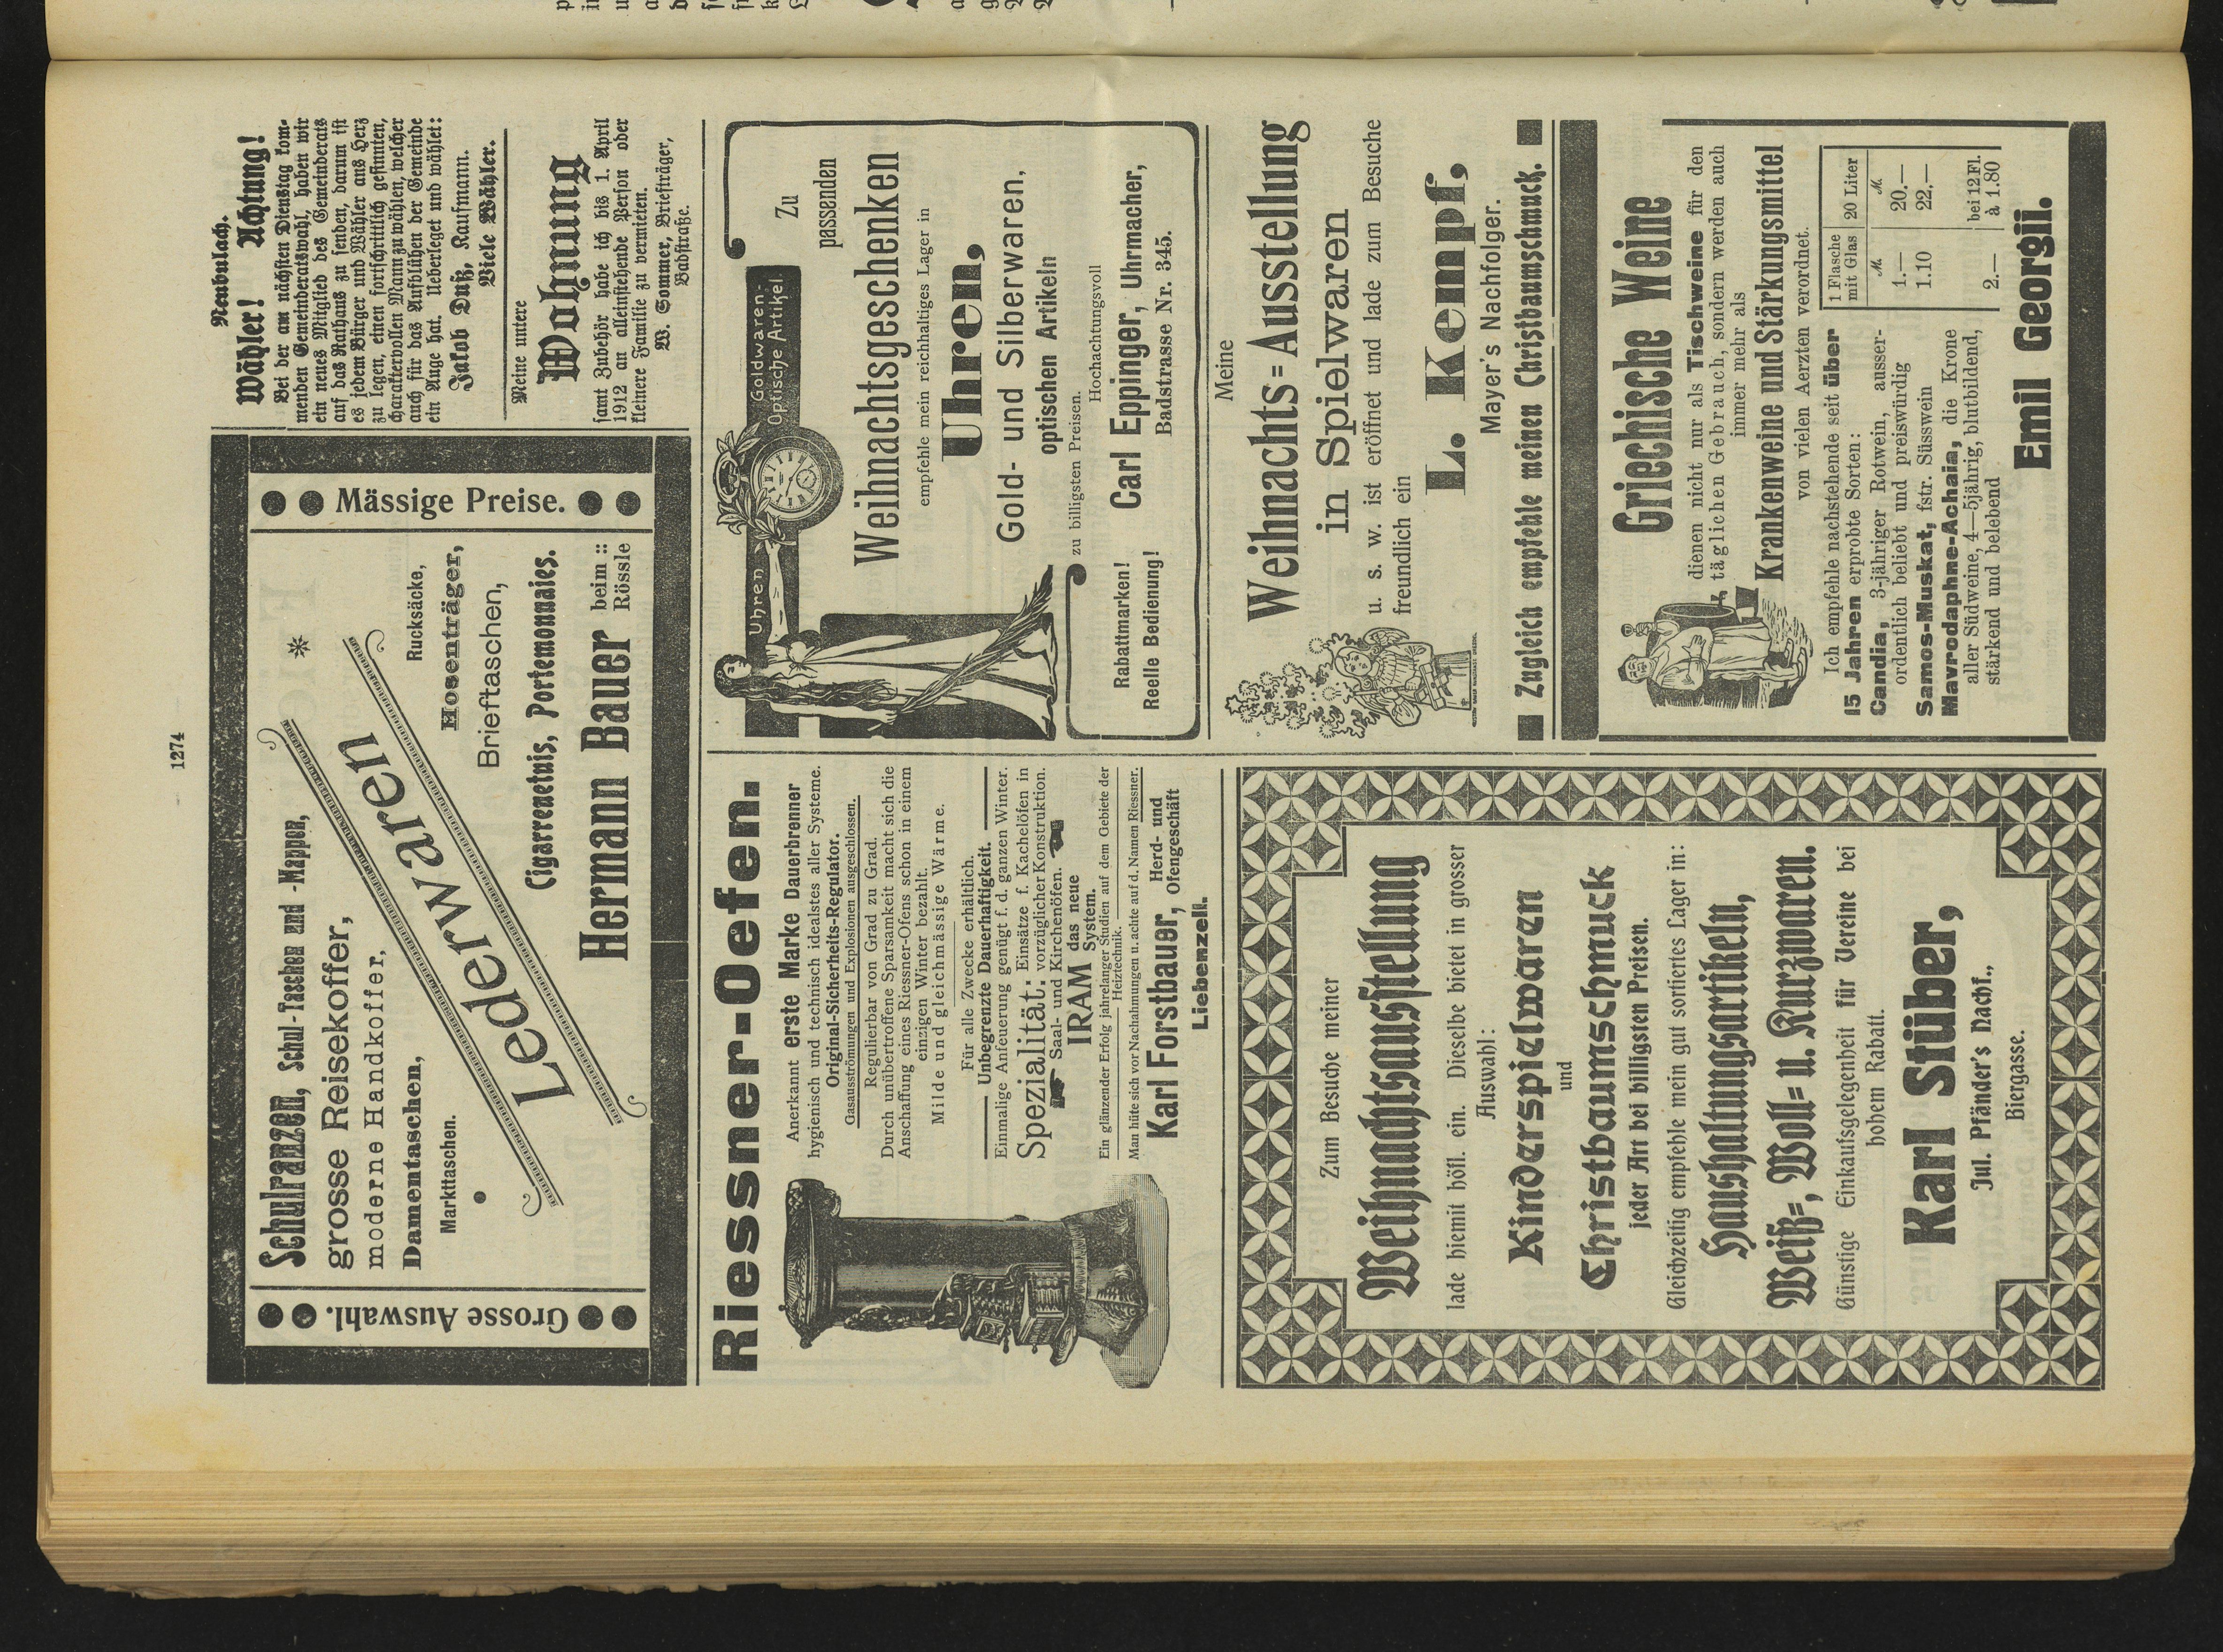 1274
Grosse Auswahl.
Schulranzen, Schul-Taschen und -Mappen,
grosse Reisekoffer,
moderne Handkoffer,
Damentaschen,
Markttaschen.
Lederwaren
Rucksäcke,
Hosenträger,
Brieftaschen,
Cigarrenetuis, Portemonnaies.
Hermann Bauer beim ::
Rössle
Mässige Preise.
Neubulach.
Wähler! Achtung!
Bei der am nächsten Dienstag kom-
menden Gemeinderatswahl, haben wir
ein neues Mitglied des Gemeinderats
auf das Rathaus zu senden, darum ist
es jedem Bürger und Wähler ans Herz
zu legen, einen fortschrittlich gesinnten,
charaktervollen Mann zu wählen, welcher
auch für das Aufblühen der Gemeinde
ein Auge hat. Ueberleget und wählet:
Jakob Duß, Kaufmann.
Viele Wähler.
Meine untere
Wohnung
samt Zubehör habe ich bis 1. April
1912 an alleinstehende Person oder
kleinere Familie zu vermieten.
W. Sommer, Briefträger,
Badstraße.
Riessner-Oefen.
Anerkannt erste Marke Dauerbrenner
hygienisch und technisch idealstes aller Systeme.
Original-Sicherheits-Regulator.
Gasausströmungen und Explosionen ausgeschlossen.
Regulierbar von Grad zu Grad.
Durch unübertroffene Sparsamkeit macht sich die
Anschaffung eines Riessner-Ofens schon in einem
einzigen Winter bezahlt.
Milde und gleichmässige Wärme.
Für alle Zwecke erhältlich.
Unbegrenzte Dauerhaftigkeit.
Einmalige Anfeuerung genügt f. d. ganzen Winter.
Spezialität: Einsätze f. Kachelöfen in
vorzüglicher Konstruktion.
Saal- und Kirchenöfen.
IRAM das neue
System.
Ein glänzender Erfolg jahrelanger Studien auf dem Gebiete der
Heiztechnik.
Man hüte sich vor Nachahmungen u. achte auf d. Namen Riessner.
Karl Forstbauer, Herd- und
Ofengeschäft
Liebenzell.
Uhren
Goldwaren-
Optische Artikel.
Zu
passenden
Weihnachtsgeschenken
empfehle mein reichhaltiges Lager in
Uhren,
Gold- und Silberwaren,
optischen Artikeln
zu billigsten Preisen.
Hochachtungsvoll
Rabattmarken!
Reelle Bedienung!
Carl Eppinger, Uhrmacher,
Badstrasse Nr. 345.
Zum Besuche meiner
Weihnachtsausstellung
lade hiemit höfl. ein. Dieselbe bietet in grosser
Auswahl:
Kinderspielwaren
und
Christbaumschmuck
jeder Art bei billigsten Preisen.
Gleichzeitig empfehle mein gut sortiertes Lager in:
Haushaltungsartikeln,
Weiß-, Woll- u. Kurzwaren.
Günstige Einkaufsgelegenheit für Vereine bei
hohem Rabatt.
Karl Stüber,
Jul. Pfänder's Nachf.,
Biergasse.
Meine
Weihnachts-Ausstellung
in Spielwaren
u. s. w. ist eröffnet und lade zum Besuche
freundlich ein
L. Kempf,
Mayer's Nachfolger.
Zugleich empfehle meinen Christbaumschmuck.
Griechische Weine
dienen nicht nur als Tischweine für den
täglichen Gebrauch, sondern werden auch
immer mehr als
Krankenweine und Stärkungsmittel
von vielen Aerzten verordnet.
Ich empfehle nachstehende seit über
15 Jahren erprobte Sorten:
1 Flasche mit Glas 20 Liter
M. M.
Candia, 3-jähriger Rotwein, ausser-
ordentlich beliebt und preiswürdig 1.— 20.—
Samos-Muskat, fstr. Süsswein 1.10 22.—
Mavrodaphne-Achaia, die Krone
aller Südweine, 4—5jährig, blutbildend, bei 12 Fl.
stärkend und belebend 2.— à 1.80
Emil Georgii.